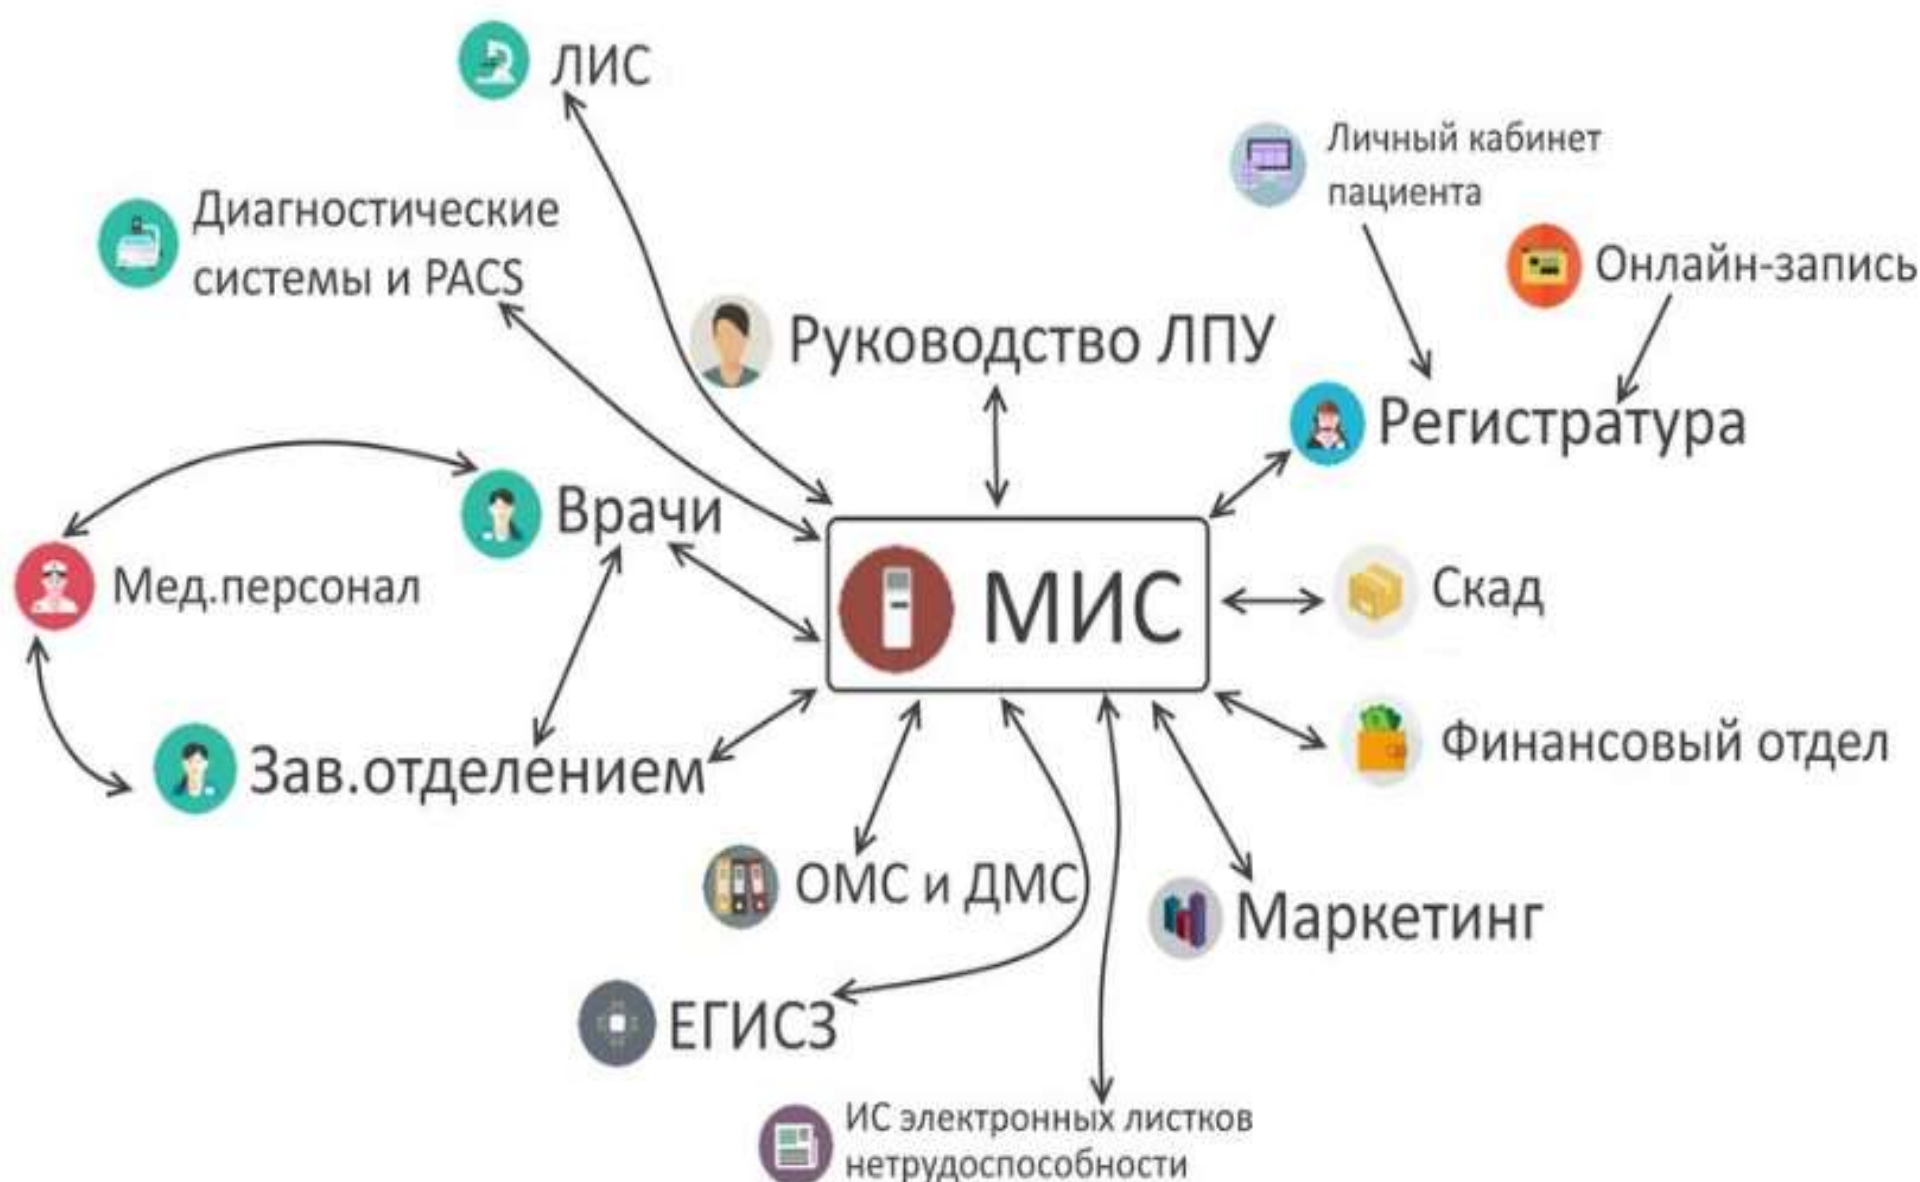 ЛИС
Личный кабинет
пациента
Диагностические
системы и PACS
Онлайн-запись
Руководство ЛПУ
Регистратура
Врачи
Мед.персонал
МИС
Скад
Зав.отделением
Финансовый отдел
ОМС и ДМС
Маркетинг
ЕГИСЗ
ИС электронных листков
нетрудоспособности